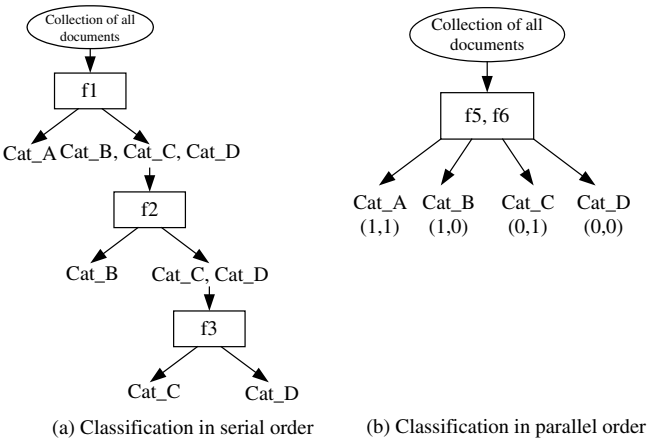 Collection of all
documents
f1
Cat_A Cat_B, Cat_C, Cat_D
f2
Cat_B Cat_C, Cat_D
f3
Cat_C Cat_D
(a) Classification in serial order
Collection of all
documents
f5, f6
Cat_A Cat_B Cat_C Cat_D
(1,1) (1,0) (0,1) (0,0)
(b) Classification in parallel order